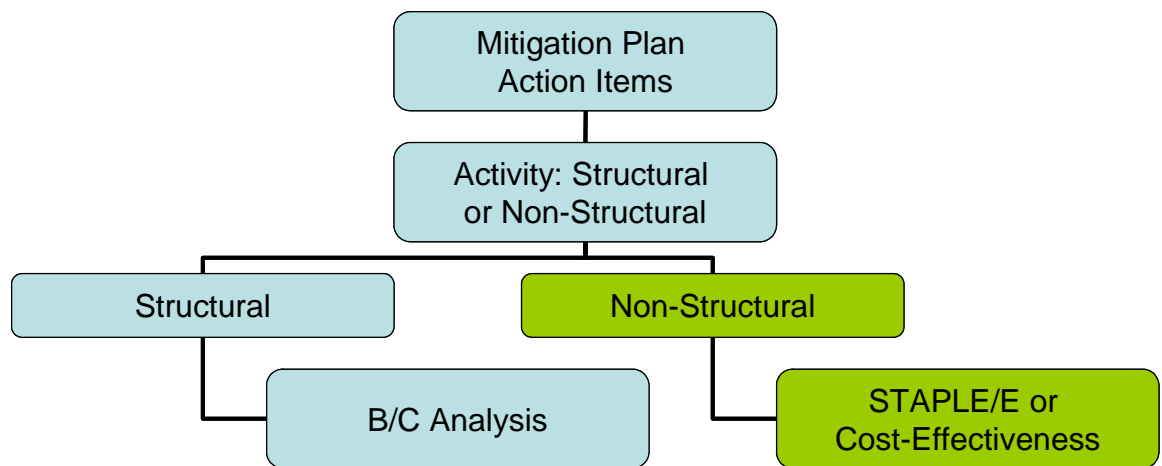 Mitigation Plan
Action Items
Activity: Structural
or Non-Structural
Structural
Non-Structural
B/C Analysis
STAPLE/E or
Cost-Effectiveness